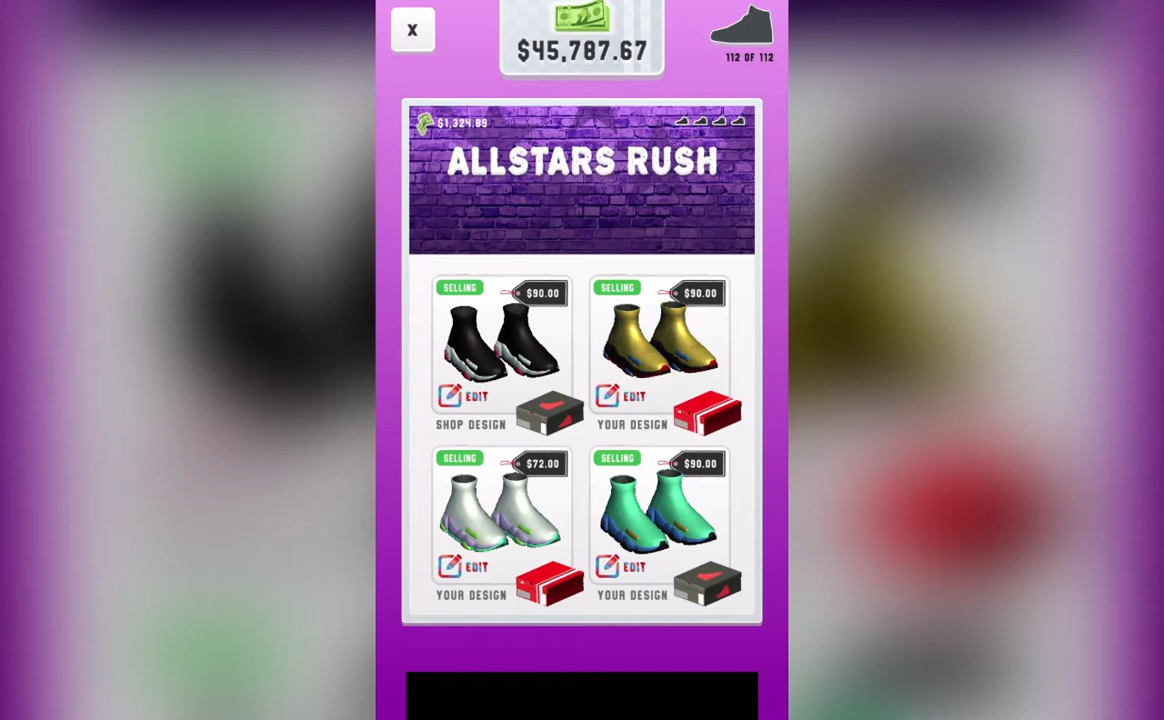 X
$45,787.67
112 OF 112
$1,324.89
ALLSTARS RUSH
SELLING
$90.00
SELLING
$90.00
EDIT
EDIT
SHOP DESIGN
YOUR DESIGN
SELLING
$72.00
SELLING
$90.00
EDIT
EDIT
YOUR DESIGN
YOUR DESIGN